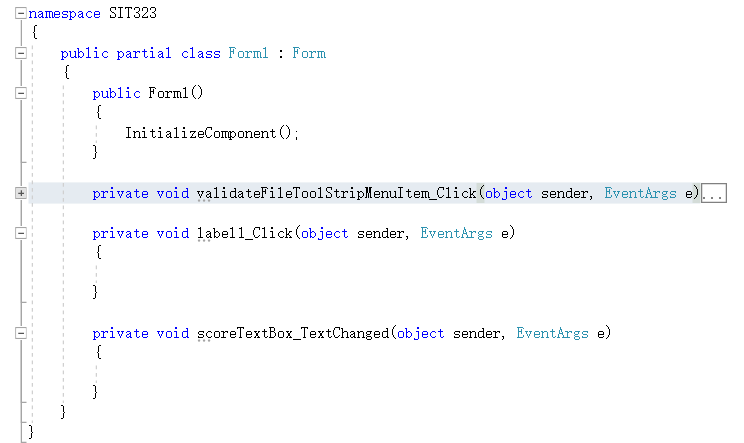 namespace SIT323
{
public partial class Form1 : Form
{
public Form1()
{
InitializeComponent();
}
private void validateFileToolStripMenuItem_Click(object sender, EventArgs e)...
private void label1_Click(object sender, EventArgs e)
{
}
private void scoreTextBox_TextChanged(object sender, EventArgs e)
{
}
}
}